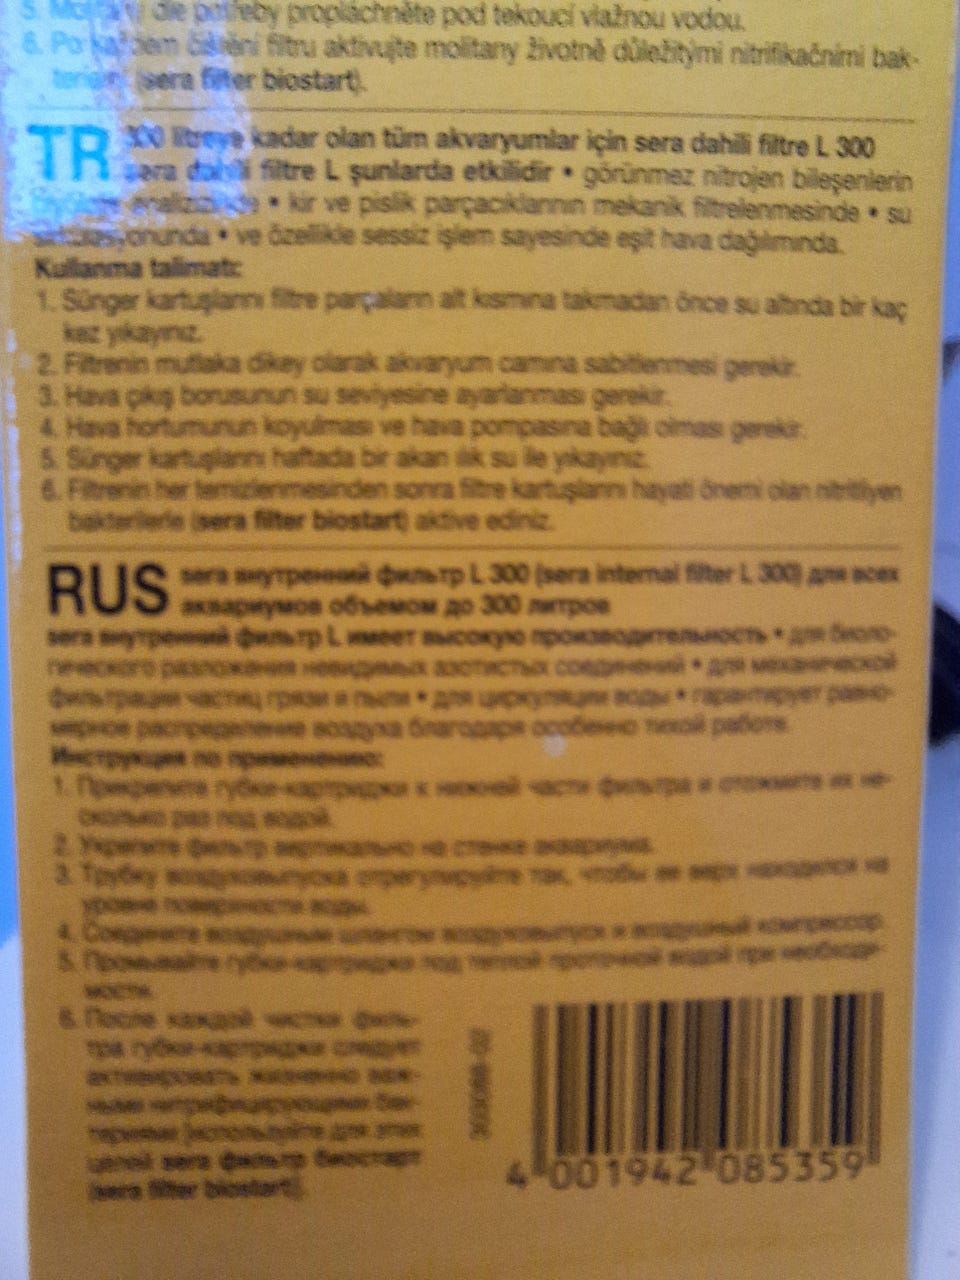 5. dle potřeby propláchněte pod tekoucí vlažnou vodou.
6. Po každém čištění filtru aktivujte molitany životně důležitými nitrifikačními bak-
(sera filter biostart).
TR 300 litreye kadar olan tüm akvaryumlar için sera dahili filtre L 300
sera dahili filtre L şunlarda etkilidir • görünmez nitrojen bileşenlerin
• kir ve pislik parçacıklarının mekanik filtrelenmesinde • su
• ve özellikle sessiz işlem sayesinde eşit hava dağılımında.
Kullanma talimatı:
1. Sünger kartuşlarını filtre parçaların alt kısmına takmadan önce su altında bir kaç
kez yıkayınız.
2. Filtrenin mutlaka dikey olarak akvaryum camına sabitlenmesi gerekir.
3. Hava çıkış borusunun su seviyesine ayarlanması gerekir.
4. Hava hortumunun koyulması ve hava pompasına bağlı olması gerekir.
5. Sünger kartuşlarını haftada bir akan ılık su ile yıkayınız.
6. Filtrenin her temizlenmesinden sonra filtre kartuşlarını hayati önemi olan nitritliyen
bakterilerle (sera filter biostart) aktive ediniz.
RUS sera внутренний фильтр L 300 (sera internal filter L 300) для всех
аквариумов объемом до 300 литров
sera внутренний фильтр L имеет высокую производительность • для биоло-
гического разложения невидимых азотистых соединений • для механической
фильтрации частиц грязи и пыли • для циркуляции воды • гарантирует равно-
мерное распределение воздуха благодаря особенно тихой работе.
Инструкция по применению:
1. Прикрепите губки-картриджи к нижней части фильтра и отожмите их не-
сколько раз под водой.
2. Укрепите фильтр вертикально на стенке аквариума.
3. Трубку воздуховыпуска отрегулируйте так, чтобы ее верх находился на
уровне поверхности воды.
4. Соедините воздушным шлангом воздуховыпуск и воздушный компрессор.
5. Промывайте губки-картриджи под теплой проточной водой при необходи-
мости.
6. После каждой чистки филь-
тра губки-картриджи следует
активировать жизненно важ-
ными нитрифицирующими бак-
териями (используйте для этих
целей sera фильтр биостарт
(sera filter biostart)).
4 001942 085359